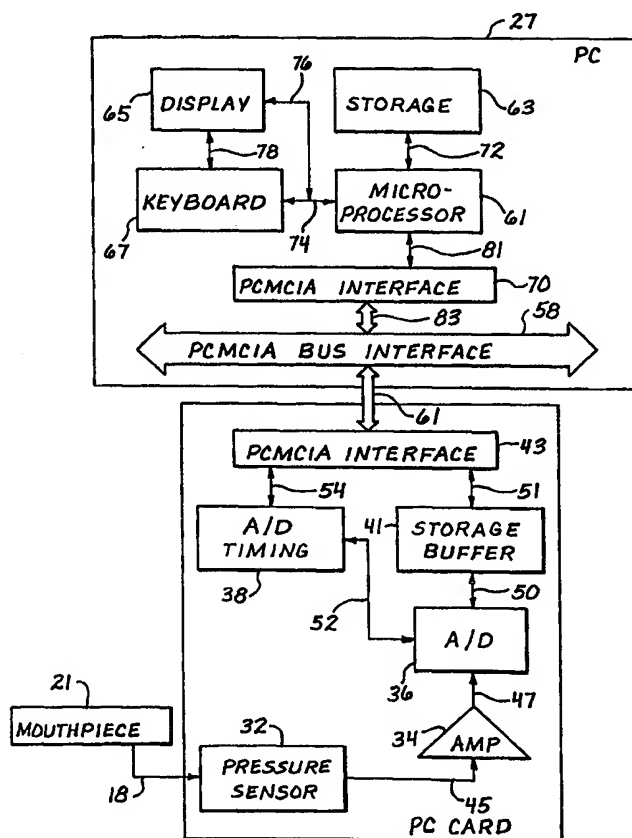 27
PC
76
DISPLAY
65
STORAGE
63
78
72
KEYBOARD
67
74
MICRO-
PROCESSOR
61
81
PCMCIA INTERFACE
70
83
58
PCMCIA BUS INTERFACE
61
PCMCIA INTERFACE
43
54
51
A/D
TIMING
38
41
STORAGE
BUFFER
52
50
A/D
36
47
21
MOUTHPIECE
32
34
AMP
18
PRESSURE
SENSOR
45
PC CARD